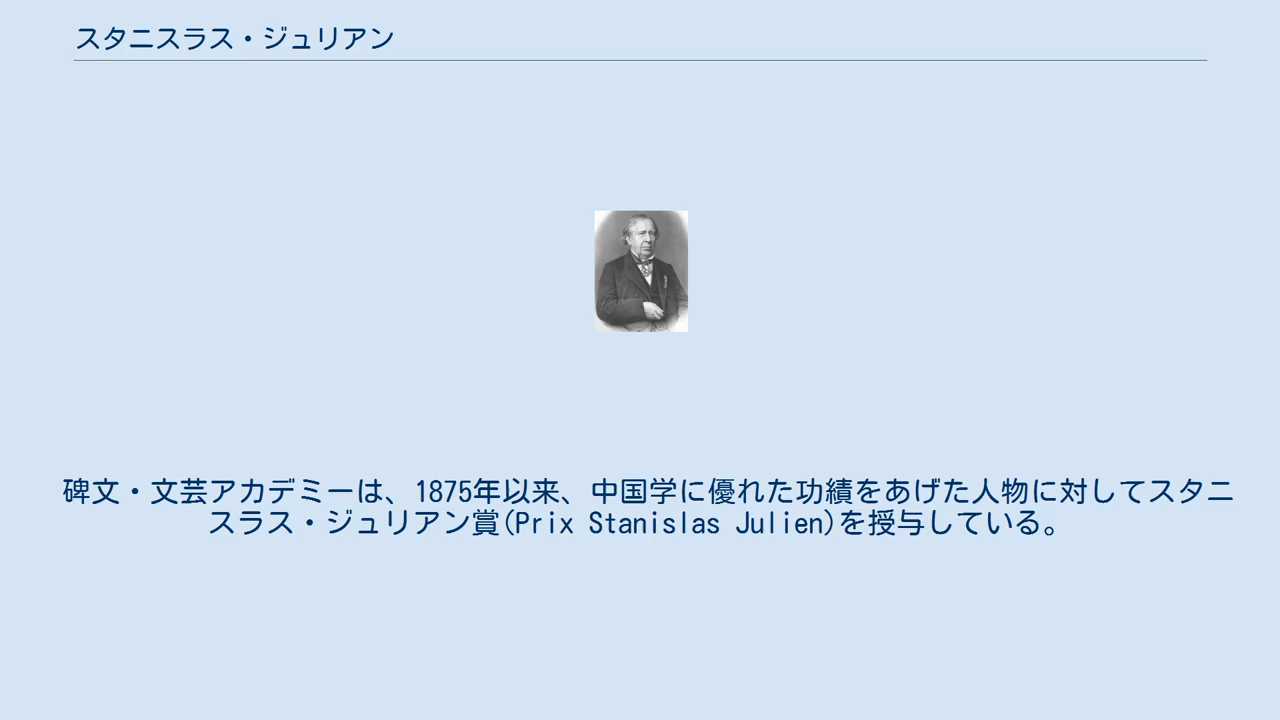 スタニスラス・ジュリアン
碑文・文芸アカデミーは、1875年以来、中国学に優れた功績をあげた人物に対してスタニ
スラス・ジュリアン賞(Prix Stanislas Julien)を授与している。